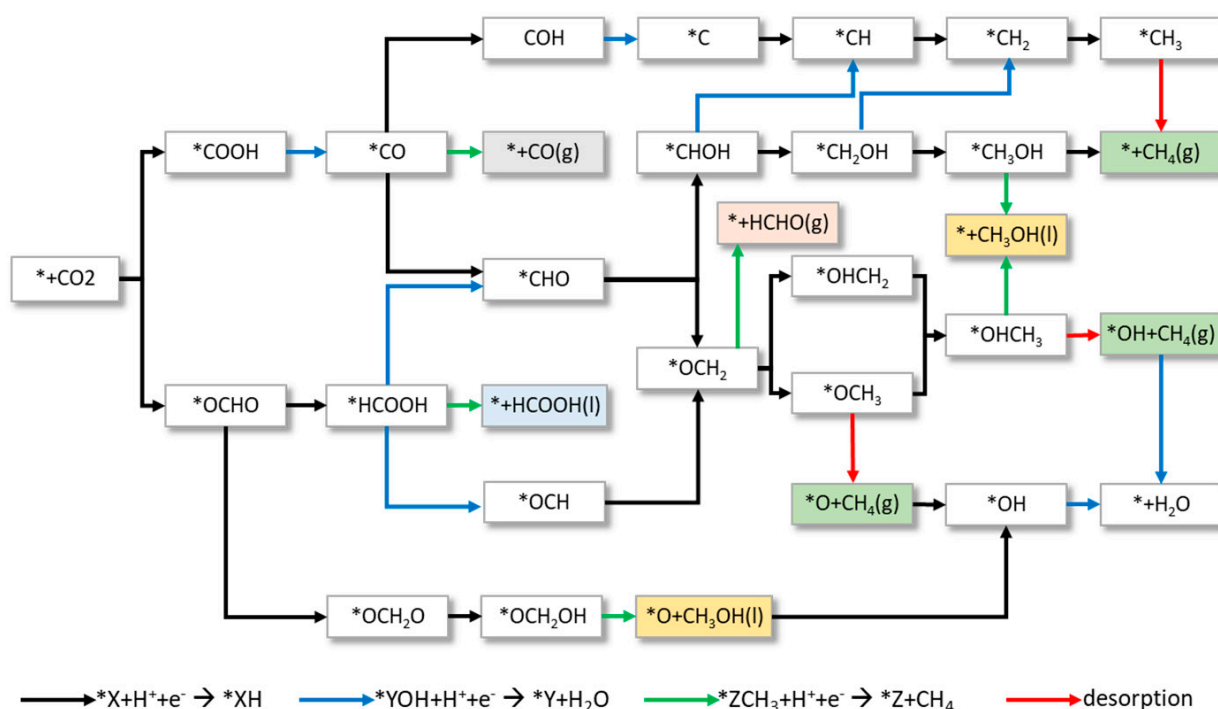 COH
*C
*CH
*CH₂
*CH₃
*COOH
*CO
*+CO(g)
*CHOH
*CH₂OH
*CH₃OH
*+CH₄(g)
*+HCHO(g)
*+CH₃OH(l)
*+CO2
*CHO
*OHCH₂
*OHCH₃
*OH+CH₄(g)
*OCH₂
*OCHO
*HCOOH
*+HCOOH(l)
*OCH₃
*OCH
*O+CH₄(g)
*OH
*+H₂O
*OCH₂O
*OCH₂OH
*O+CH₃OH(l)
*X+H⁺+e⁻ → *XH
*YOH+H⁺+e⁻ → *Y+H₂O
*ZCH₃+H⁺+e⁻ → *Z+CH₄
desorption